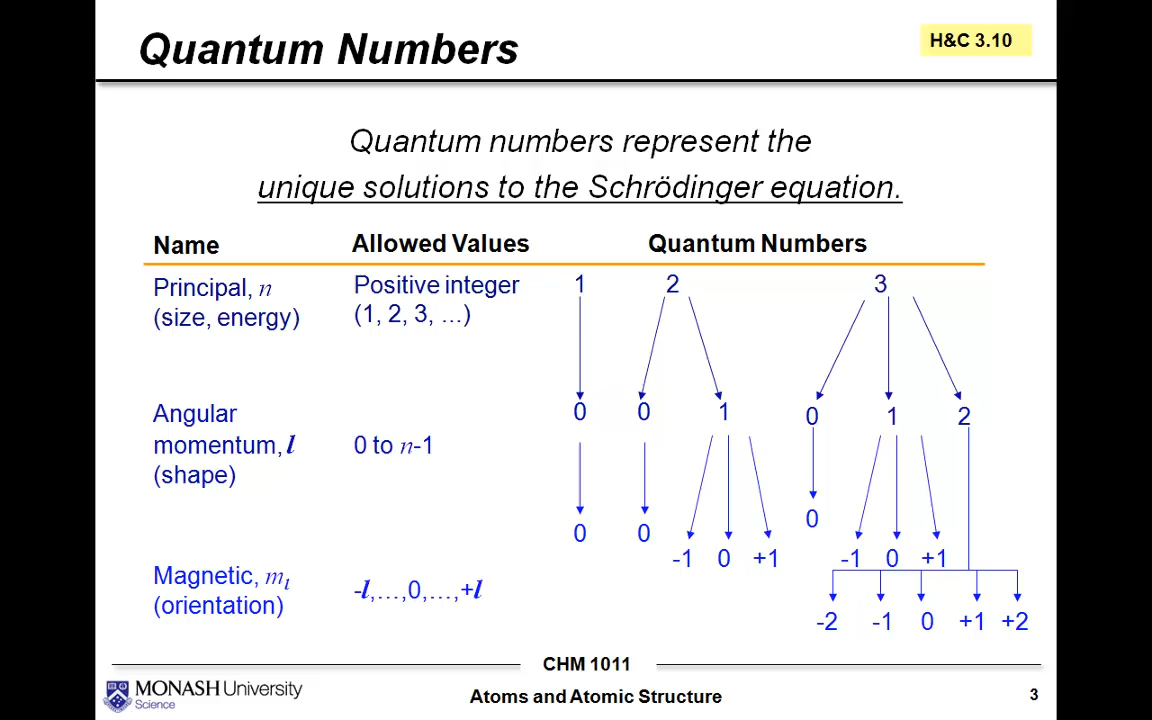 Quantum Numbers
H&C 3.10
Quantum numbers represent the
unique solutions to the Schrödinger equation.
Name Allowed Values Quantum Numbers
Principal, n Positive integer 1 2 3
(size, energy) (1, 2, 3, ...)
Angular 0 0 1 0 1 2
momentum, l 0 to n-1
(shape)
0
0 0
-1 0 +1 -1 0 +1
Magnetic, mₗ -l,...,0,...,+l
(orientation)
-2 -1 0 +1 +2
CHM 1011
MONASH University
Science
Atoms and Atomic Structure
3